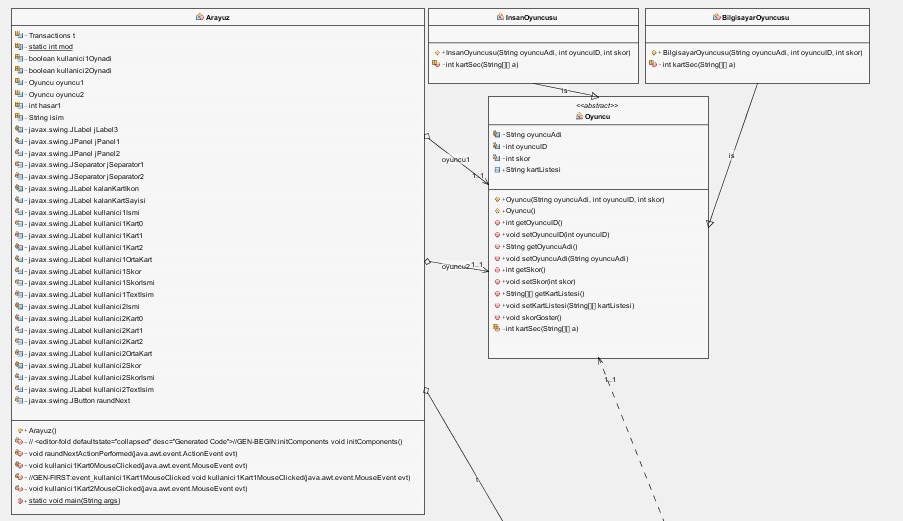 Arayuz
- Transactions t
- static int mod
- boolean kullanici1Oynadi
- boolean kullanici2Oynadi
- Oyuncu oyuncu1
- Oyuncu oyuncu2
- int hasar1
- String isim
- javax.swing.JLabel jLabel3
- javax.swing.JPanel jPanel1
- javax.swing.JPanel jPanel2
- javax.swing.JSeparator jSeparator1
- javax.swing.JSeparator jSeparator2
- javax.swing.JLabel kalanKartIkon
- javax.swing.JLabel kalanKartSayisi
- javax.swing.JLabel kullanici1Ismi
- javax.swing.JLabel kullanici1Kart0
- javax.swing.JLabel kullanici1Kart1
- javax.swing.JLabel kullanici1Kart2
- javax.swing.JLabel kullanici1OrtaKart
- javax.swing.JLabel kullanici1Skor
- javax.swing.JLabel kullanici1SkorIsmi
- javax.swing.JLabel kullanici1TextIsim
- javax.swing.JLabel kullanici2Ismi
- javax.swing.JLabel kullanici2Kart0
- javax.swing.JLabel kullanici2Kart1
- javax.swing.JLabel kullanici2Kart2
- javax.swing.JLabel kullanici2OrtaKart
- javax.swing.JLabel kullanici2Skor
- javax.swing.JLabel kullanici2SkorIsmi
- javax.swing.JLabel kullanici2TextIsim
- javax.swing.JButton raundNext
+ Arayuz()
- // <editor-fold defaultstate="collapsed" desc="Generated Code">//GEN-BEGIN:initComponents void initComponents()
- void raundNextActionPerformed(java.awt.event.ActionEvent evt)
- void kullanici1Kart0MouseClicked(java.awt.event.MouseEvent evt)
- //GEN-FIRST:event_kullanici1Kart1MouseClicked void kullanici1Kart1MouseClicked(java.awt.event.MouseEvent evt)
- void kullanici1Kart2MouseClicked(java.awt.event.MouseEvent evt)
+ static void main(String args)
InsanOyuncusu
+ InsanOyuncusu(String oyuncuAdi, int oyuncuID, int skor)
~ int kartSec(String[][] a)
BilgisayarOyuncusu
+ BilgisayarOyuncusu(String oyuncuAdi, int oyuncuID, int skor)
~ int kartSec(String[][] a)
is
is
<<abstract>>
Oyuncu
- String oyuncuAdi
- int oyuncuID
- int skor
+ String kartListesi
+ Oyuncu(String oyuncuAdi, int oyuncuID, int skor)
+ Oyuncu()
+ int getOyuncuID()
+ void setOyuncuID(int oyuncuID)
+ String getOyuncuAdi()
+ void setOyuncuAdi(String oyuncuAdi)
+ int getSkor()
+ void setSkor(int skor)
+ String[][] getKartListesi()
+ void setKartListesi(String[][] kartListesi)
+ void skorGoster()
~ int kartSec(String[][] a)
oyuncu1
1..1
oyuncu2
1..1
1..1
t